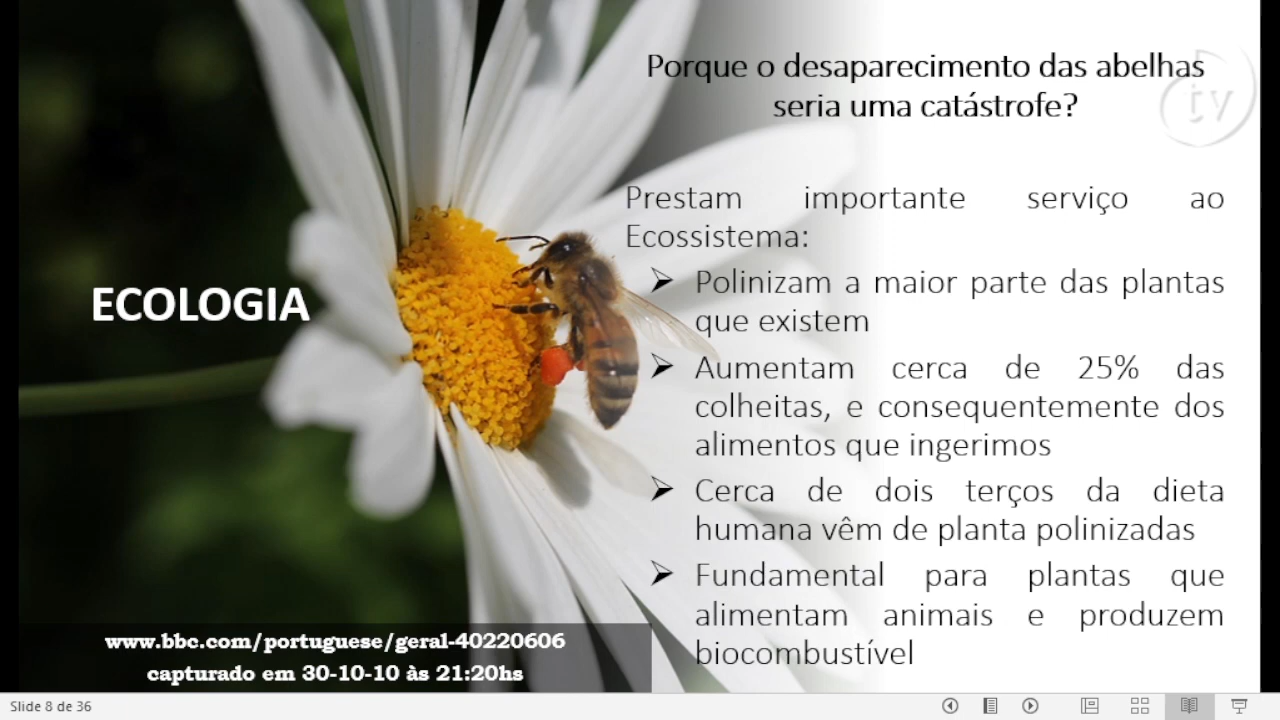 Porque o desaparecimento das abelhas
seria uma catástrofe?
tv
Prestam importante serviço ao
Ecossistema:
Polinizam a maior parte das plantas
que existem
Aumentam cerca de 25% das
colheitas, e consequentemente dos
alimentos que ingerimos
Cerca de dois terços da dieta
humana vêm de planta polinizadas
Fundamental para plantas que
alimentam animais e produzem
biocombustível
ECOLOGIA
www.bbc.com/portuguese/geral-40220606
capturado em 30-10-10 às 21:20hs
Slide 8 de 36